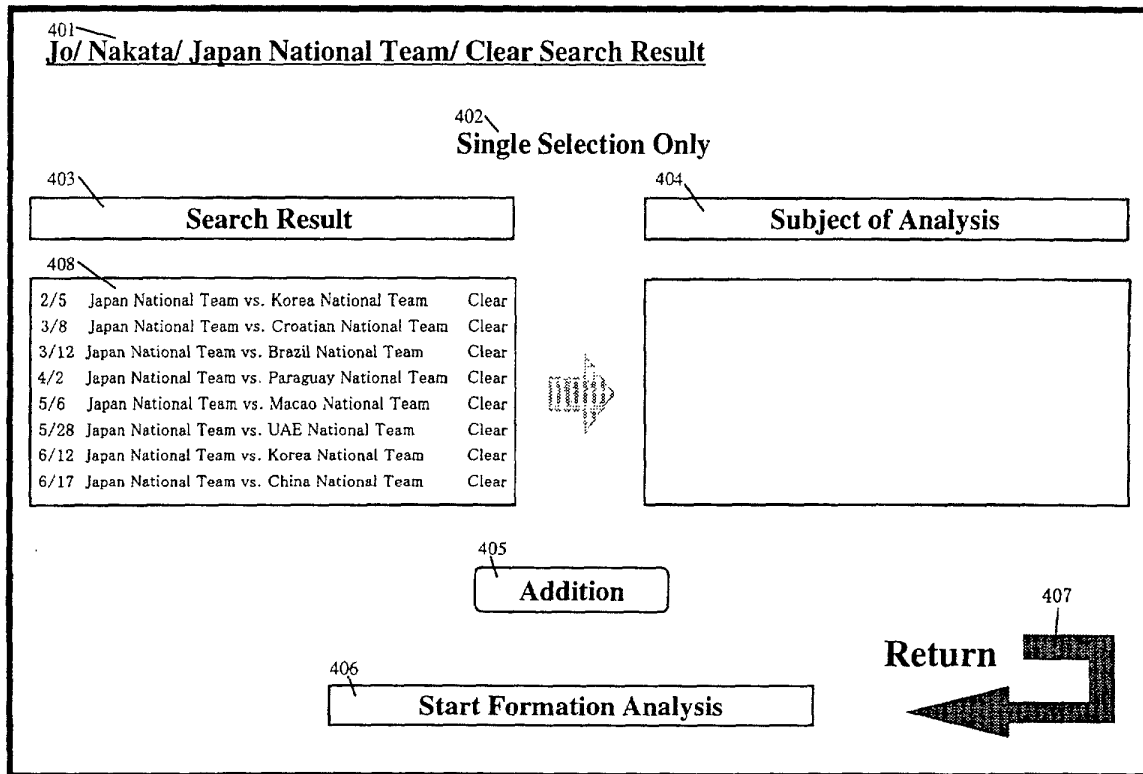 401
Jo/ Nakata/ Japan National Team/ Clear Search Result
402
Single Selection Only
403
Search Result
404
Subject of Analysis
408
2/5 Japan National Team vs. Korea National Team Clear
3/8 Japan National Team vs. Croatian National Team Clear
3/12 Japan National Team vs. Brazil National Team Clear
4/2 Japan National Team vs. Paraguay National Team Clear
5/6 Japan National Team vs. Macao National Team Clear
5/28 Japan National Team vs. UAE National Team Clear
6/12 Japan National Team vs. Korea National Team Clear
6/17 Japan National Team vs. China National Team Clear
405
Addition
407
Return
406
Start Formation Analysis